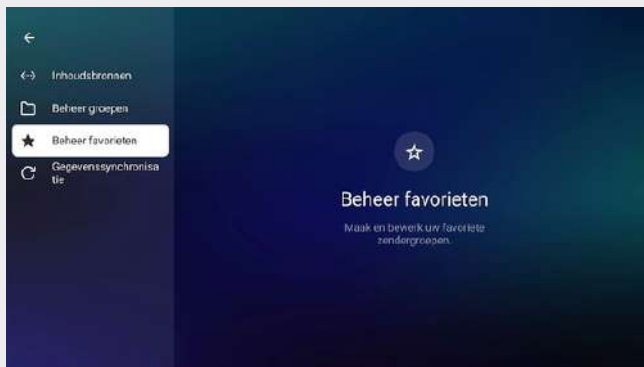 Inhoudsbronnen
Beheer groepen
Beheer favorieten
Gegevenssynchronisa
tie
Beheer favorieten
Maak en bewerk uw favoriete
zendergroepen.